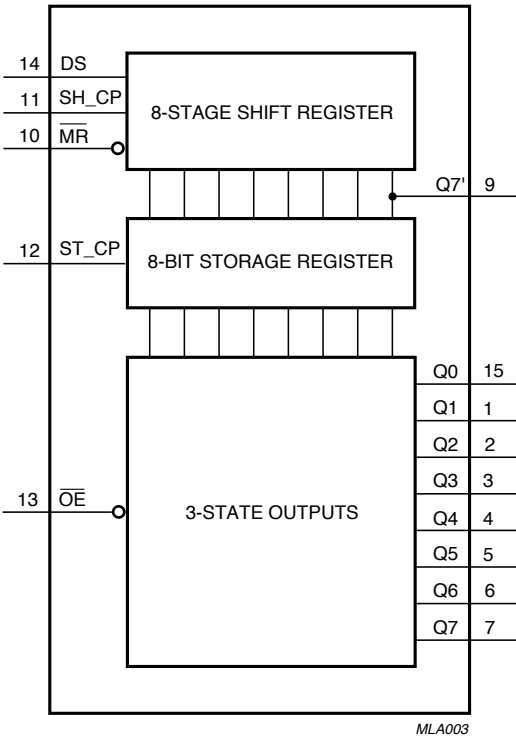 14 DS
11 SH_CP
8-STAGE SHIFT REGISTER
10 M̅R̅
Q7' 9
12 ST_CP
8-BIT STORAGE REGISTER
Q0 15
Q1 1
Q2 2
Q3 3
13 O̅E̅
3-STATE OUTPUTS
Q4 4
Q5 5
Q6 6
Q7 7
MLA003